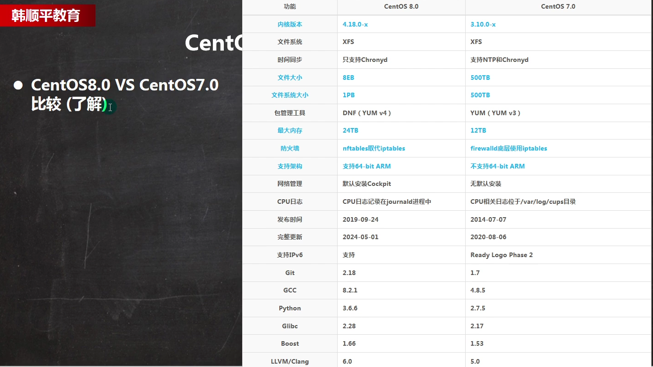 韩顺平教育
CentO
● CentOS8.0 VS CentOS7.0
比较 (了解)
功能 CentOS 8.0 CentOS 7.0
内核版本 4.18.0-x 3.10.0-x
文件系统 XFS XFS
时间同步 只支持Chronyd 支持NTP和Chronyd
文件大小 8EB 500TB
文件系统大小 1PB 500TB
包管理工具 DNF（YUM v4） YUM（YUM v3）
最大内存 24TB 12TB
防火墙 nftables取代iptables firewalld底层使用iptables
支持架构 支持64-bit ARM 不支持64-bit ARM
网络管理 默认安装Cockpit 无默认安装
CPU日志 CPU日志记录在journald进程中 CPU相关日志位于/var/log/cups目录
发布时间 2019-09-24 2014-07-07
完整更新 2024-05-01 2020-08-06
支持IPv6 支持 Ready Logo Phase 2
Git 2.18 1.7
GCC 8.2.1 4.8.5
Python 3.6.6 2.7.5
Glibc 2.28 2.17
Boost 1.66 1.53
LLVM/Clang 6.0 5.0